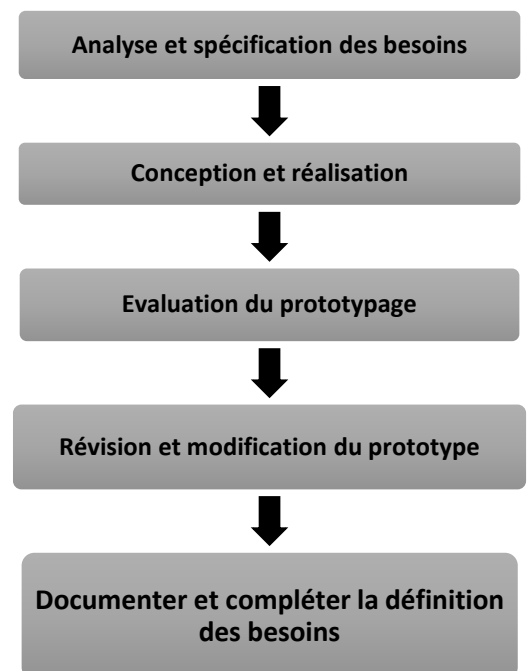 Analyse et spécification des besoins
Conception et réalisation
Evaluation du prototypage
Révision et modification du prototype
Documenter et compléter la définition
des besoins